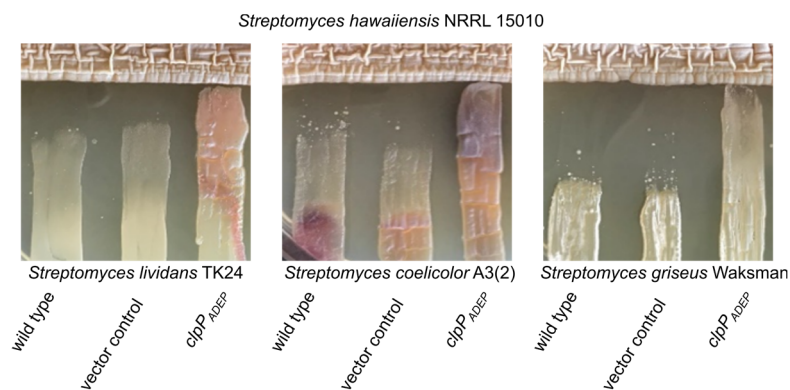 Streptomyces hawaiiensis NRRL 15010
Streptomyces lividans TK24
Streptomyces coelicolor A3(2)
Streptomyces griseus Waksman
wild type
vector control
clpP ADEP
wild type
vector control
clpP ADEP
wild type
vector control
clpP ADEP